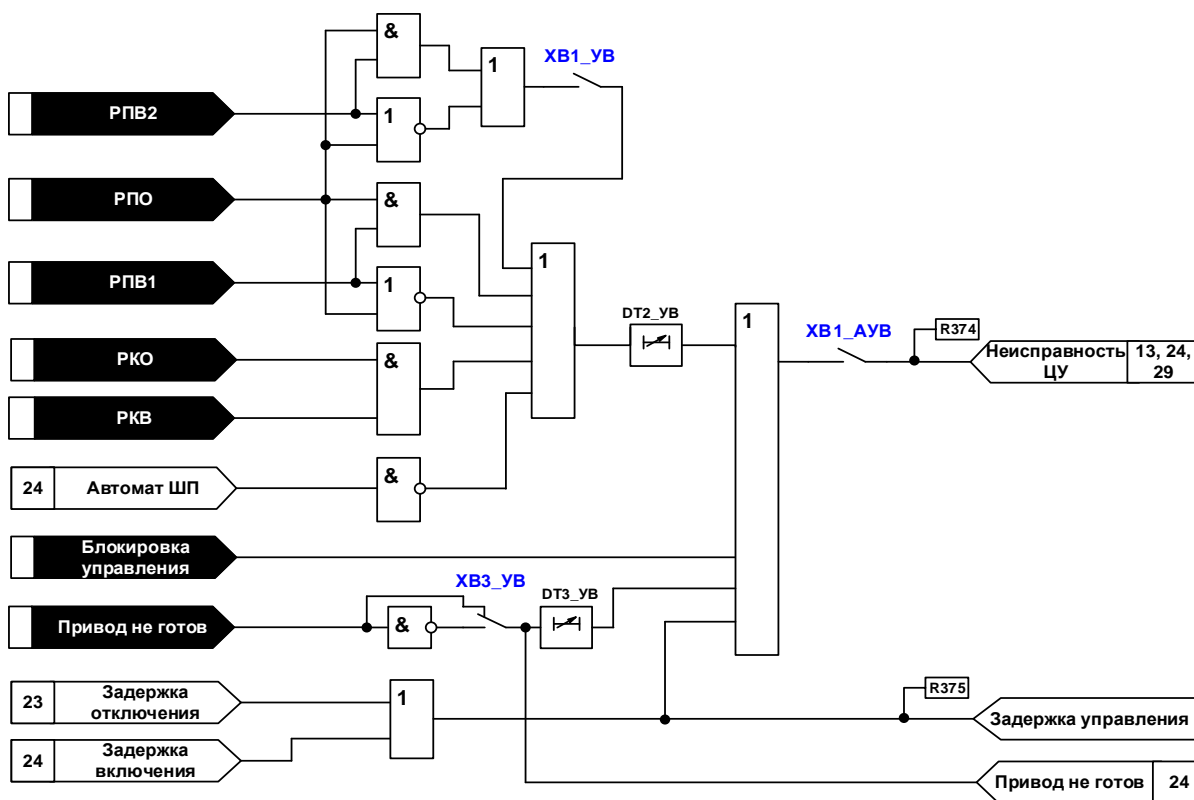 &
1
ХВ1_УВ
РПВ2
1
РПО
&
1
РПВ1
1
DT2_УВ
1
ХВ1_АУВ
R374
Неисправность
ЦУ
13, 24,
29
РКО
&
РКВ
24
Автомат ШП
&
Блокировка
управления
ХВ3_УВ
DT3_УВ
Привод не готов
&
23
Задержка
отключения
1
R375
Задержка управления
24
Задержка
включения
Привод не готов
24